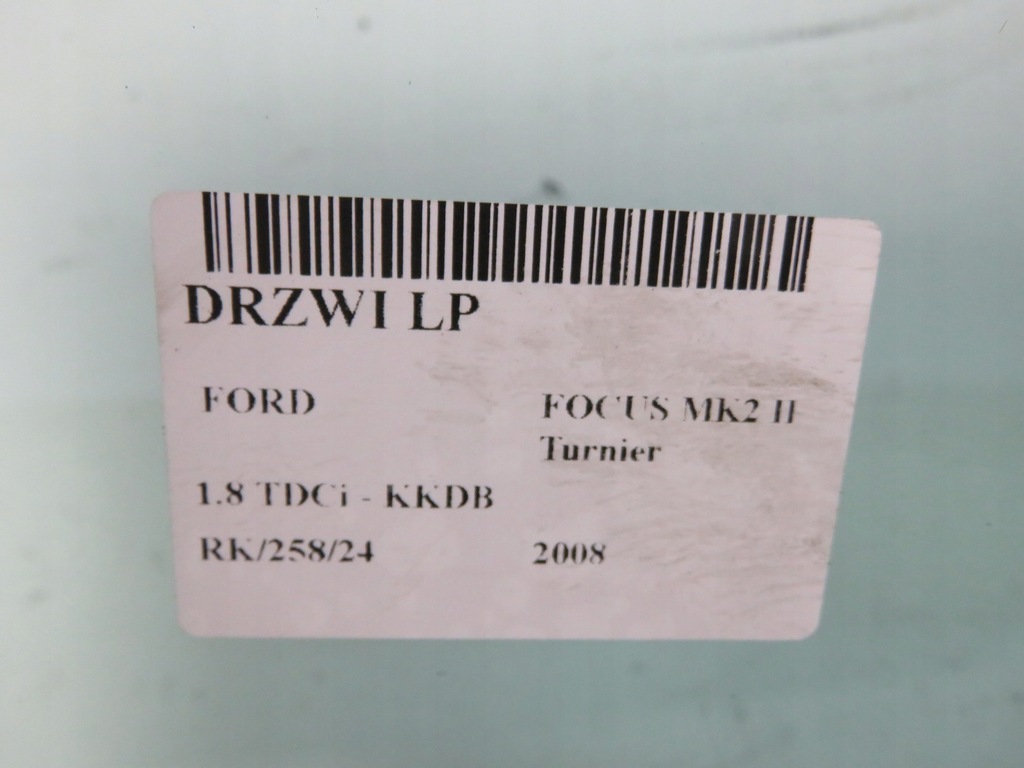 DRZWI LP
FORD
FOCUS MK2 II
Turnier
1.8 TDCi - KKDB
RK/258/24
2008